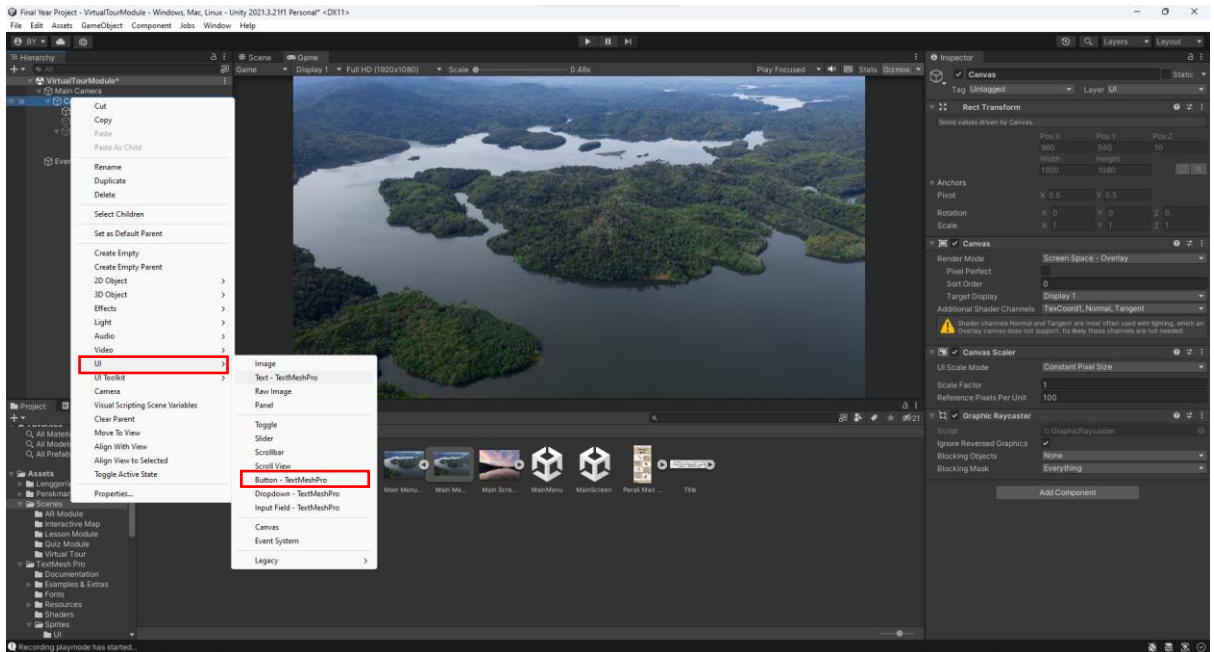 Final Year Project - VirtualTourModule - Windows, Mac, Linux - Unity 2021.3.21f1 Personal* <DX11>
File Edit Assets GameObject Component Jobs Window Help
BY
Layers Layout
Hierarchy
All
VirtualTourModule*
Main Camera
Cut
Copy
Paste
Paste As Child
Rename
Duplicate
Delete
Select Children
Set as Default Parent
Create Empty
Create Empty Parent
2D Object
3D Object
Effects
Light
Audio
Video
UI
UI Toolkit
Camera
Visual Scripting Scene Variables
Clear Parent
Move To View
Align With View
Align View to Selected
Toggle Active State
Properties...
Image
Text - TextMeshPro
Raw Image
Panel
Toggle
Slider
Scrollbar
Scroll View
Button - TextMeshPro
Dropdown - TextMeshPro
Input Field - TextMeshPro
Canvas
Event System
Legacy
Scene Game
Game Display 1 Full HD (1920x1080) Scale 0.48x Play Focused Stats Gizmos
Inspector
Canvas Static
Tag Untagged Layer UI
Rect Transform
Some values driven by Canvas.
Pos X Pos Y Pos Z
960 540 10
Width Height
1920 1080
Anchors
Pivot X 0.5 Y 0.5
Rotation X 0 Y 0 Z 0
Scale X 1 Y 1 Z 1
Canvas
Render Mode Screen Space - Overlay
Pixel Perfect
Sort Order 0
Target Display Display 1
Additional Shader Channels TexCoord1, Normal, Tangent
Shader channels Normal and Tangent are most often used with lighting, which an
Overlay canvas does not support. Its likely these channels are not needed.
Canvas Scaler
UI Scale Mode Constant Pixel Size
Scale Factor 1
Reference Pixels Per Unit 100
Graphic Raycaster
Script GraphicRaycaster
Ignore Reversed Graphics
Blocking Objects None
Blocking Mask Everything
Add Component
Project
21
Favorites
All Materi
All Model
All Prefab
Assets
Perakmar
Scenes
AR Module
Interactive Map
Lesson Module
Quiz Module
Virtual Tour
TextMesh Pro
Documentation
Examples & Extras
Fonts
Resources
Shaders
Sprites
UI
Main Menu... Main Me... Main Scre... MainMenu MainScreen Perak Man ... Title
Recording playmode has started...